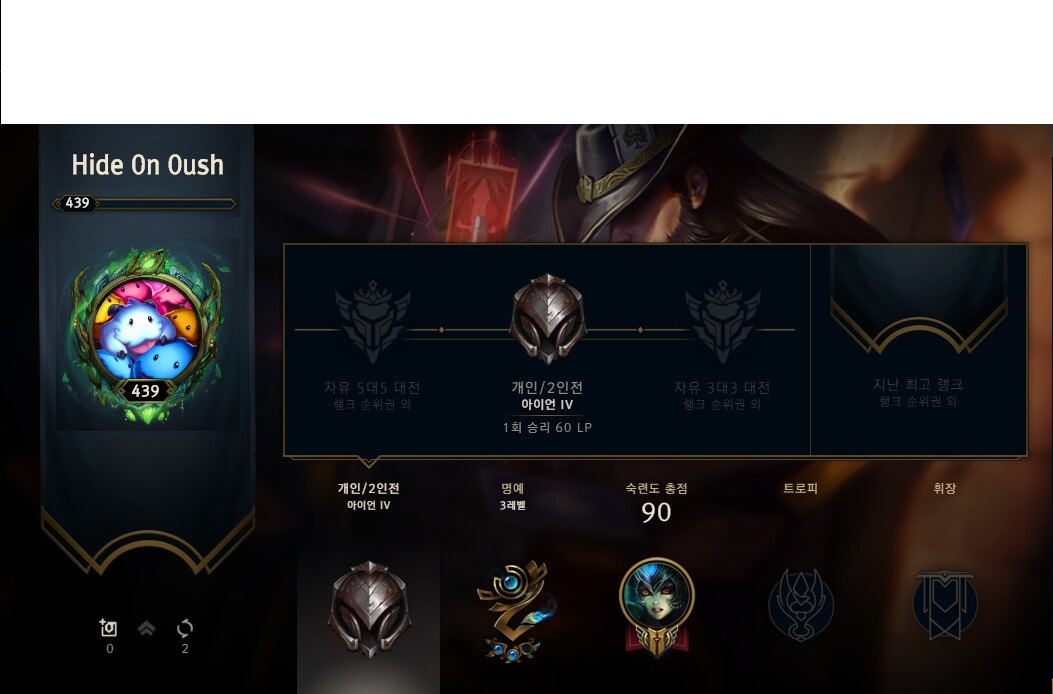 Hide On Oush
439
439
0
2
자유 5대5 대전
랭크 순위권 외
개인/2인전
아이언 IV
1회 승리 60 LP
자유 3대3 대전
랭크 순위권 외
지난 최고 랭크
랭크 순위권 외
개인/2인전
아이언 IV
명예
3레벨
숙련도 총점
90
트로피
휘장